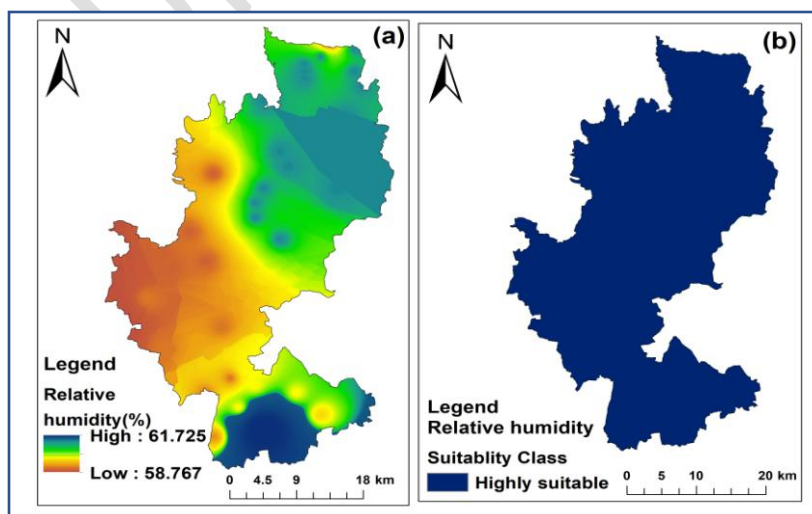 N
(a)
Legend
Relative
humidity(%)
High : 61.725
Low : 58.767
0 4.5 9 18 km
N
(b)
Legend
Relative humidity
Suitablity Class
Highly suitable
0 5 10 20 km